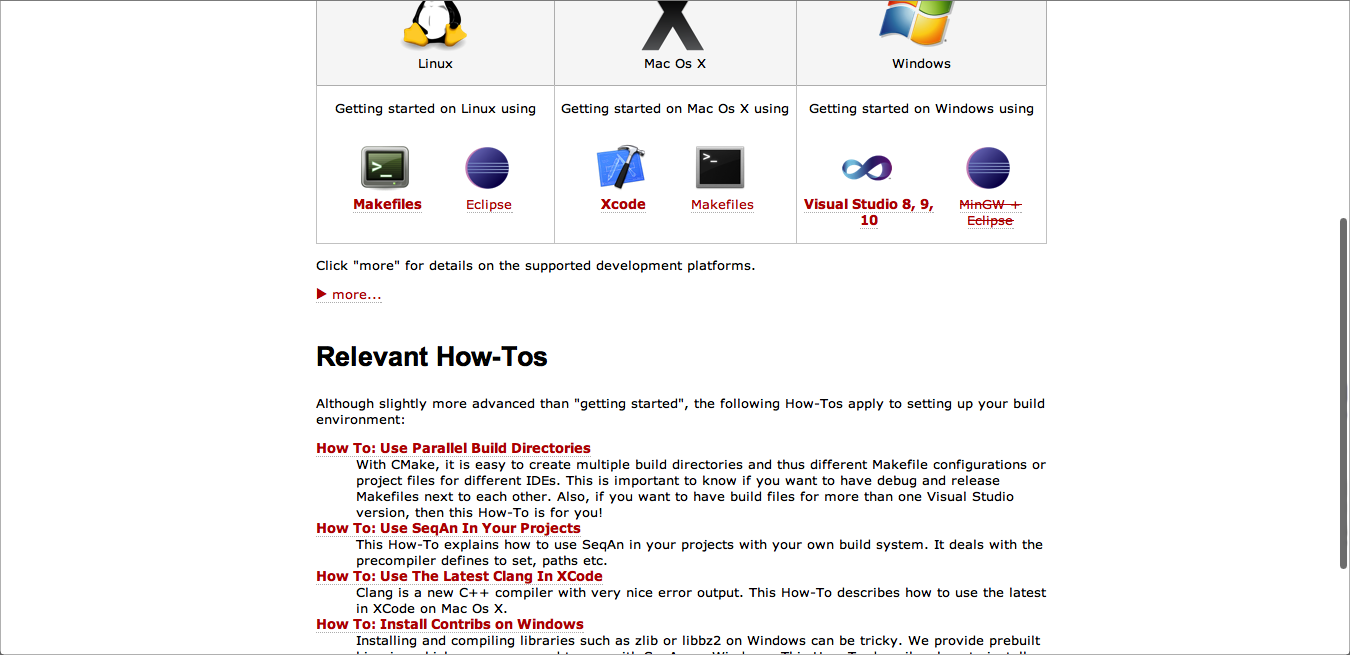 Linux
Mac Os X
Windows
Getting started on Linux using
Getting started on Mac Os X using
Getting started on Windows using
Makefiles
Eclipse
Xcode
Makefiles
Visual Studio 8, 9,
10
MinGW +
Eclipse
Click "more" for details on the supported development platforms.
more...
Relevant How-Tos
Although slightly more advanced than "getting started", the following How-Tos apply to setting up your build
environment:
How To: Use Parallel Build Directories
With CMake, it is easy to create multiple build directories and thus different Makefile configurations or
project files for different IDEs. This is important to know if you want to have debug and release
Makefiles next to each other. Also, if you want to have build files for more than one Visual Studio
version, then this How-To is for you!
How To: Use SeqAn In Your Projects
This How-To explains how to use SeqAn in your projects with your own build system. It deals with the
precompiler defines to set, paths etc.
How To: Use The Latest Clang In XCode
Clang is a new C++ compiler with very nice error output. This How-To describes how to use the latest
in XCode on Mac Os X.
How To: Install Contribs on Windows
Installing and compiling libraries such as zlib or libbz2 on Windows can be tricky. We provide prebuilt